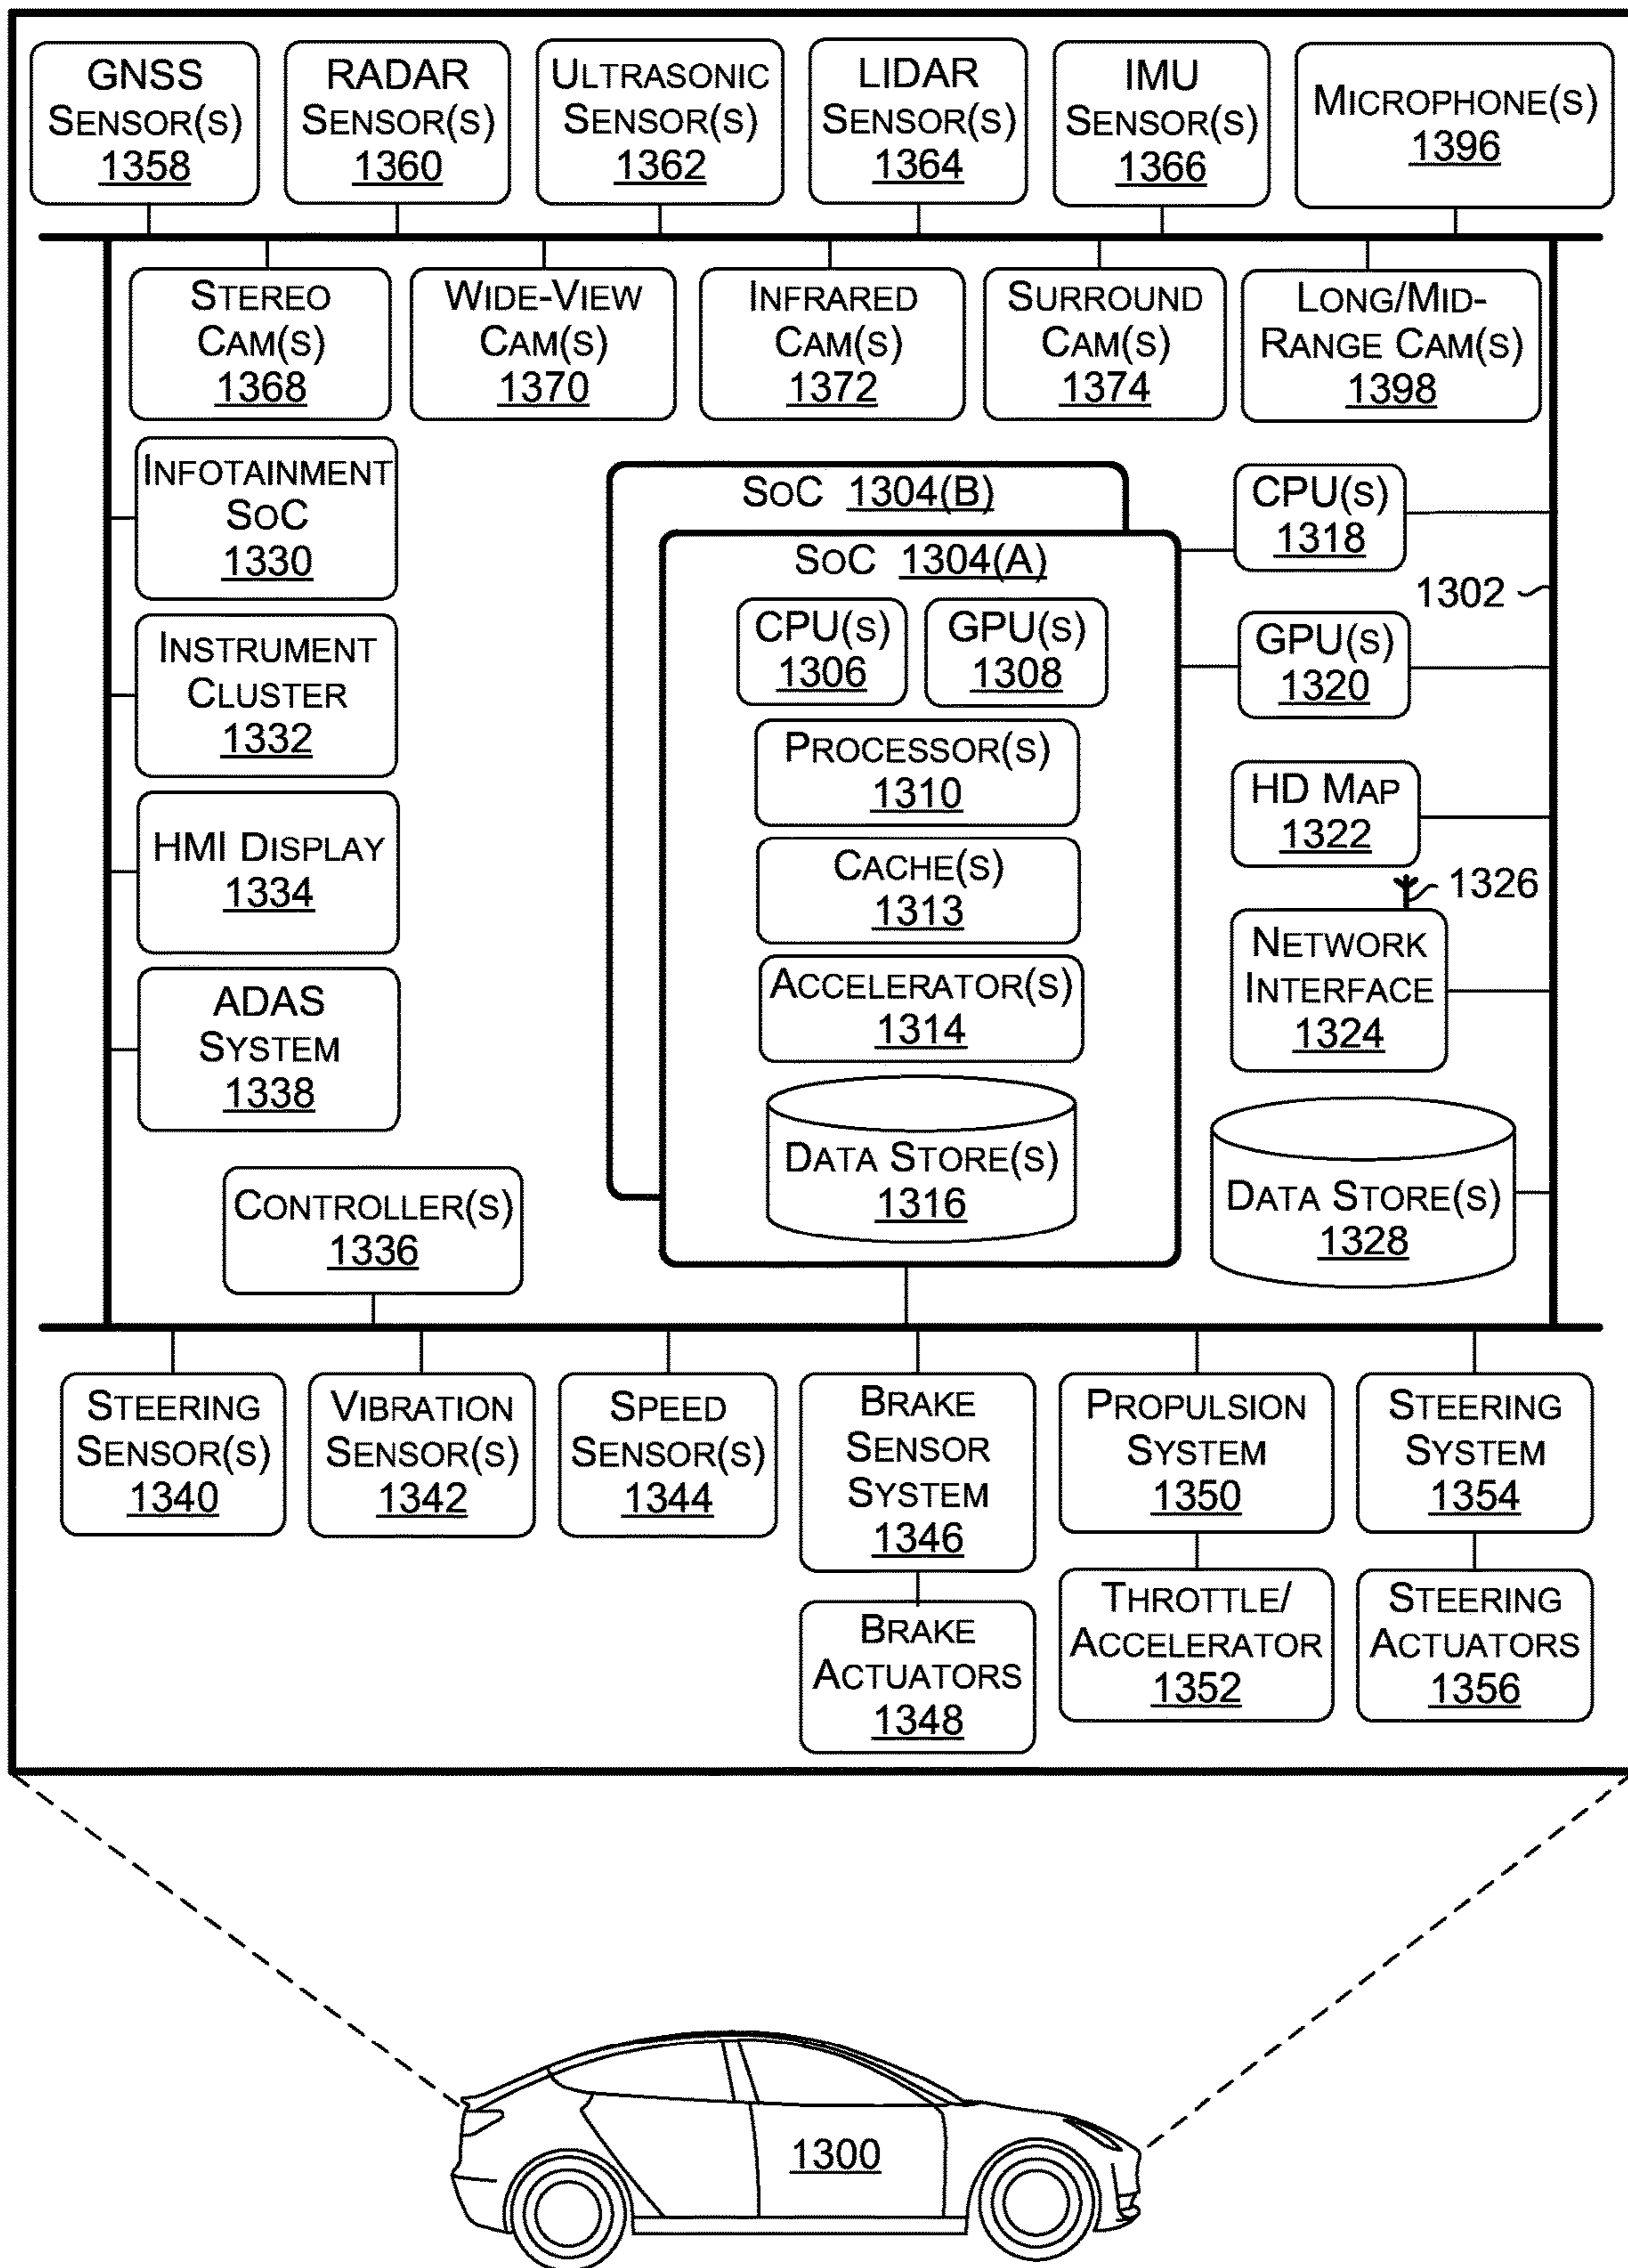 GNSS
SENSOR(S)
1358
RADAR
SENSOR(S)
1360
ULTRASONIC
SENSOR(S)
1362
LIDAR
SENSOR(S)
1364
IMU
SENSOR(S)
1366
MICROPHONE(S)
1396
STEREO
CAM(S)
1368
WIDE-VIEW
CAM(S)
1370
INFRARED
CAM(S)
1372
SURROUND
CAM(S)
1374
LONG/MID-
RANGE CAM(S)
1398
INFOTAINMENT
SOC
1330
INSTRUMENT
CLUSTER
1332
HMI DISPLAY
1334
ADAS
SYSTEM
1338
CONTROLLER(S)
1336
SOC 1304(B)
SOC 1304(A)
CPU(S)
1306
GPU(S)
1308
PROCESSOR(S)
1310
CACHE(S)
1313
ACCELERATOR(S)
1314
DATA STORE(S)
1316
CPU(S)
1318
1302
GPU(S)
1320
HD MAP
1322
1326
NETWORK
INTERFACE
1324
DATA STORE(S)
1328
STEERING
SENSOR(S)
1340
VIBRATION
SENSOR(S)
1342
SPEED
SENSOR(S)
1344
BRAKE
SENSOR
SYSTEM
1346
BRAKE
ACTUATORS
1348
PROPULSION
SYSTEM
1350
THROTTLE/
ACCELERATOR
1352
STEERING
SYSTEM
1354
STEERING
ACTUATORS
1356
1300